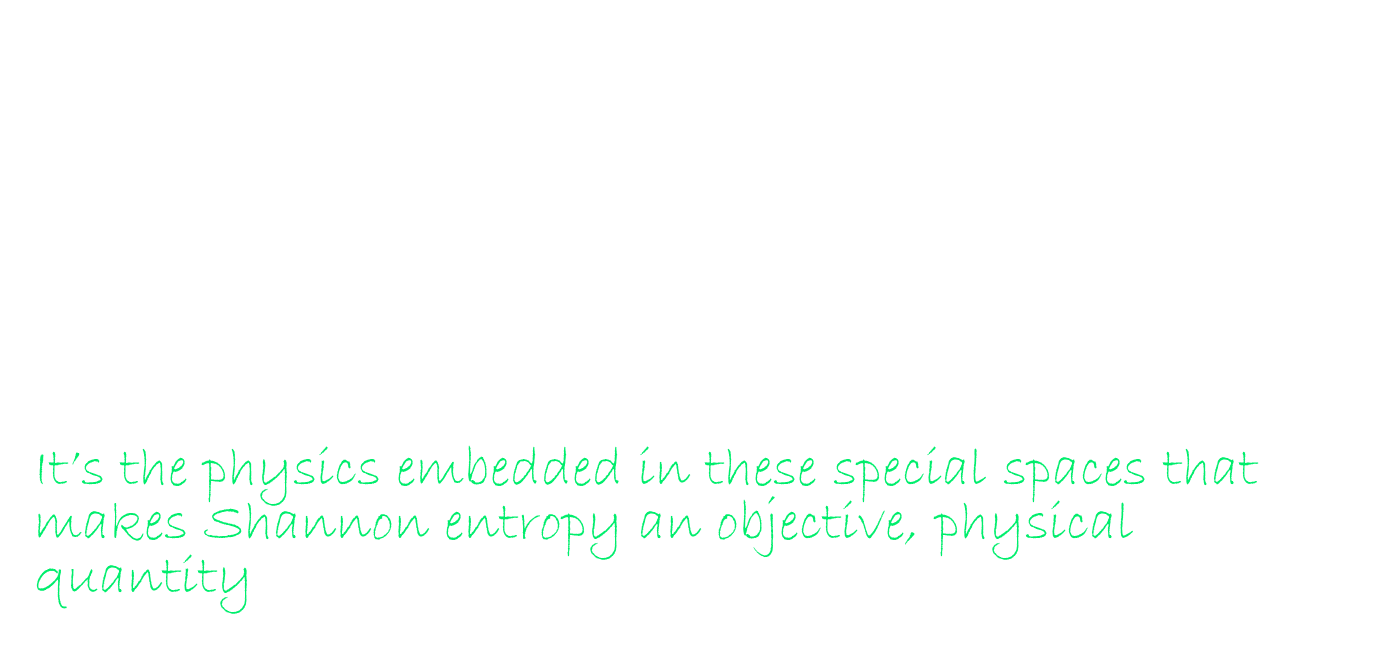 It's the physics embedded in these special spaces that
makes Shannon entropy an objective, physical
quantity